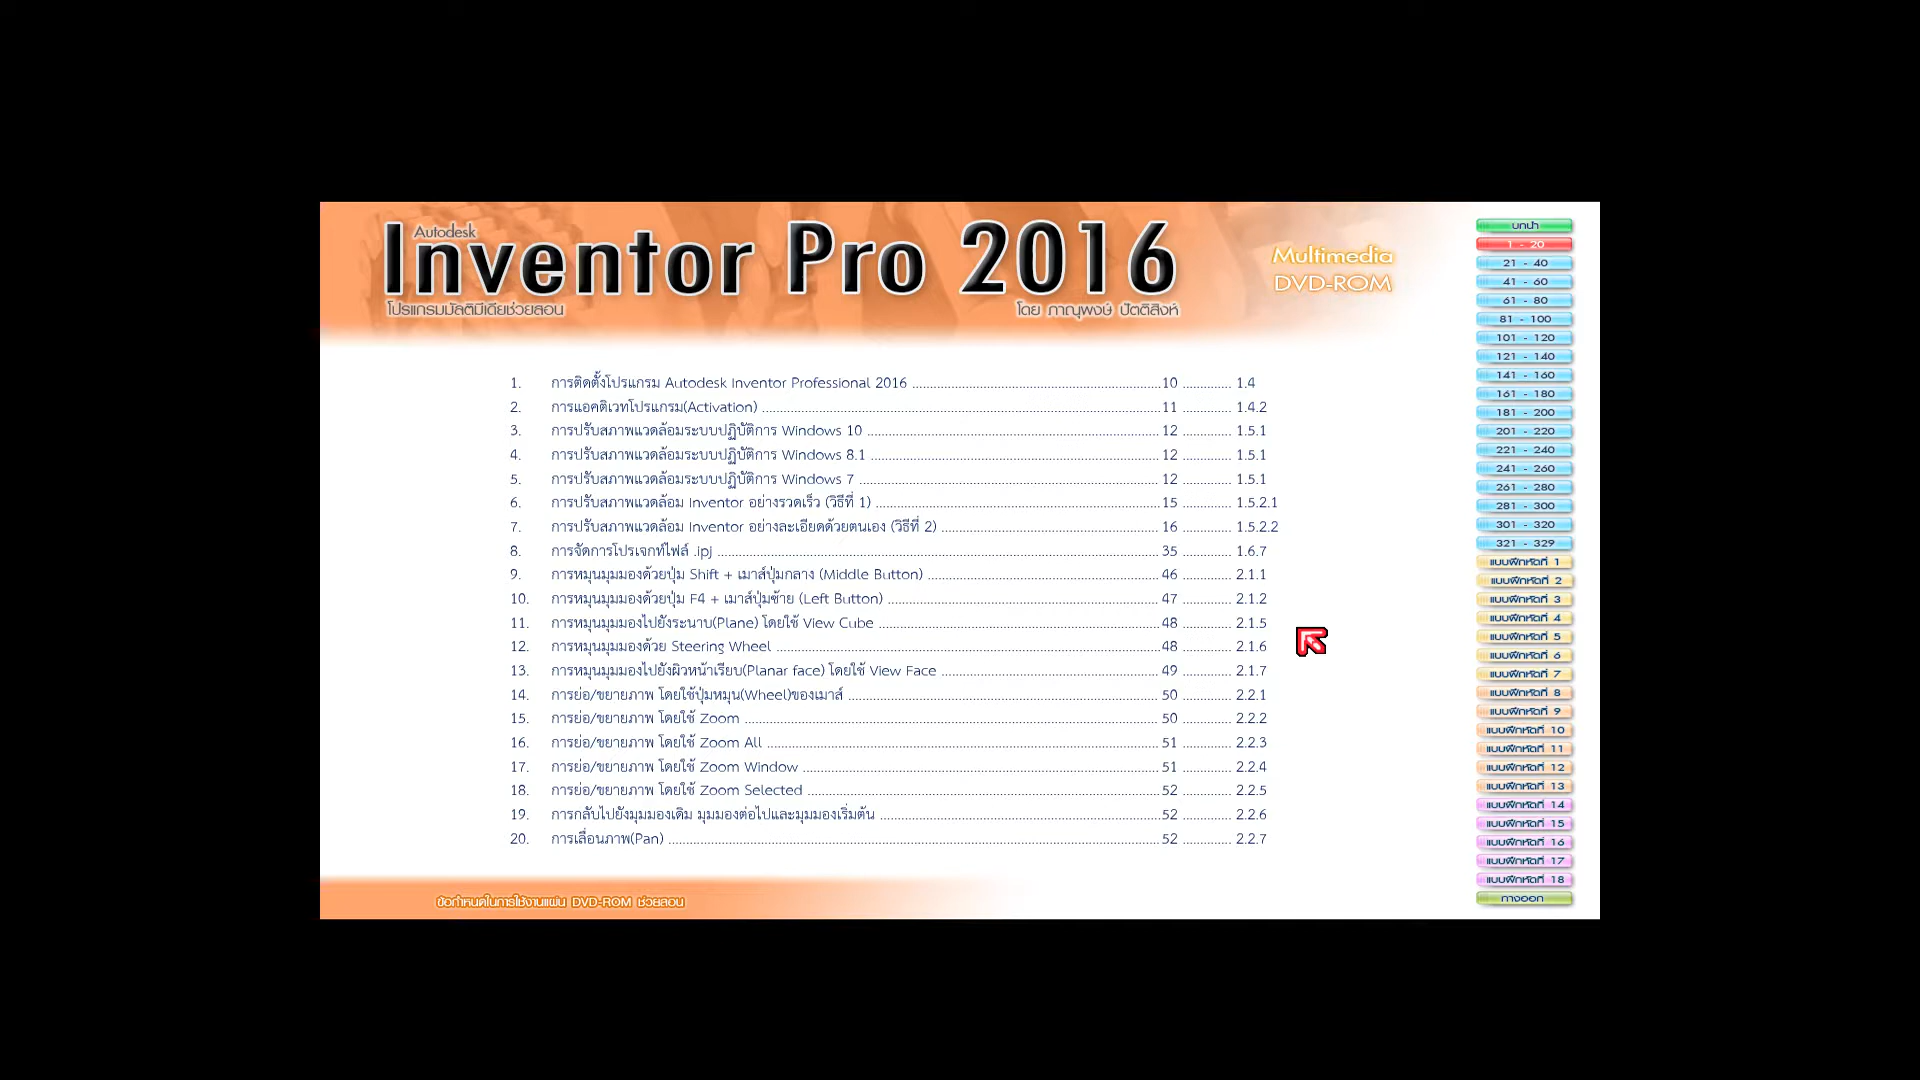 Autodesk
Inventor Pro 2016
โปรแกรมมัลติมีเดียช่วยสอน
โดย ภาณุพงษ์ ปัตติสิงห์
Multimedia
DVD-ROM
1. การติดตั้งโปรแกรม Autodesk Inventor Professional 2016 10 1.4
2. การแอคติเวทโปรแกรม(Activation) 11 1.4.2
3. การปรับสภาพแวดล้อมระบบปฏิบัติการ Windows 10 12 1.5.1
4. การปรับสภาพแวดล้อมระบบปฏิบัติการ Windows 8.1 12 1.5.1
5. การปรับสภาพแวดล้อมระบบปฏิบัติการ Windows 7 12 1.5.1
6. การปรับสภาพแวดล้อม Inventor อย่างรวดเร็ว (วิธีที่ 1) 15 1.5.2.1
7. การปรับสภาพแวดล้อม Inventor อย่างละเอียดด้วยตนเอง (วิธีที่ 2) 16 1.5.2.2
8. การจัดการโปรเจกท์ไฟล์ .ipj 35 1.6.7
9. การหมุนมุมมองด้วยปุ่ม Shift + เมาส์ปุ่มกลาง (Middle Button) 46 2.1.1
10. การหมุนมุมมองด้วยปุ่ม F4 + เมาส์ปุ่มซ้าย (Left Button) 47 2.1.2
11. การหมุนมุมมองไปยังระนาบ(Plane) โดยใช้ View Cube 48 2.1.5
12. การหมุนมุมมองด้วย Steering Wheel 48 2.1.6
13. การหมุนมุมมองไปยังผิวหน้าเรียบ(Planar face) โดยใช้ View Face 49 2.1.7
14. การย่อ/ขยายภาพ โดยใช้ปุ่มหมุน(Wheel)ของเมาส์ 50 2.2.1
15. การย่อ/ขยายภาพ โดยใช้ Zoom 50 2.2.2
16. การย่อ/ขยายภาพ โดยใช้ Zoom All 51 2.2.3
17. การย่อ/ขยายภาพ โดยใช้ Zoom Window 51 2.2.4
18. การย่อ/ขยายภาพ โดยใช้ Zoom Selected 52 2.2.5
19. การกลับไปยังมุมมองเดิม มุมมองต่อไปและมุมมองเริ่มต้น 52 2.2.6
20. การเลื่อนภาพ(Pan) 52 2.2.7
ข้อกำหนดในการใช้งานแผ่น DVD-ROM ช่วยสอน
บทนำ
1 - 20
21 - 40
41 - 60
61 - 80
81 - 100
101 - 120
121 - 140
141 - 160
161 - 180
181 - 200
201 - 220
221 - 240
241 - 260
261 - 280
281 - 300
301 - 320
321 - 329
แบบฝึกหัดที่ 1
แบบฝึกหัดที่ 2
แบบฝึกหัดที่ 3
แบบฝึกหัดที่ 4
แบบฝึกหัดที่ 5
แบบฝึกหัดที่ 6
แบบฝึกหัดที่ 7
แบบฝึกหัดที่ 8
แบบฝึกหัดที่ 9
แบบฝึกหัดที่ 10
แบบฝึกหัดที่ 11
แบบฝึกหัดที่ 12
แบบฝึกหัดที่ 13
แบบฝึกหัดที่ 14
แบบฝึกหัดที่ 15
แบบฝึกหัดที่ 16
แบบฝึกหัดที่ 17
แบบฝึกหัดที่ 18
ทางออก